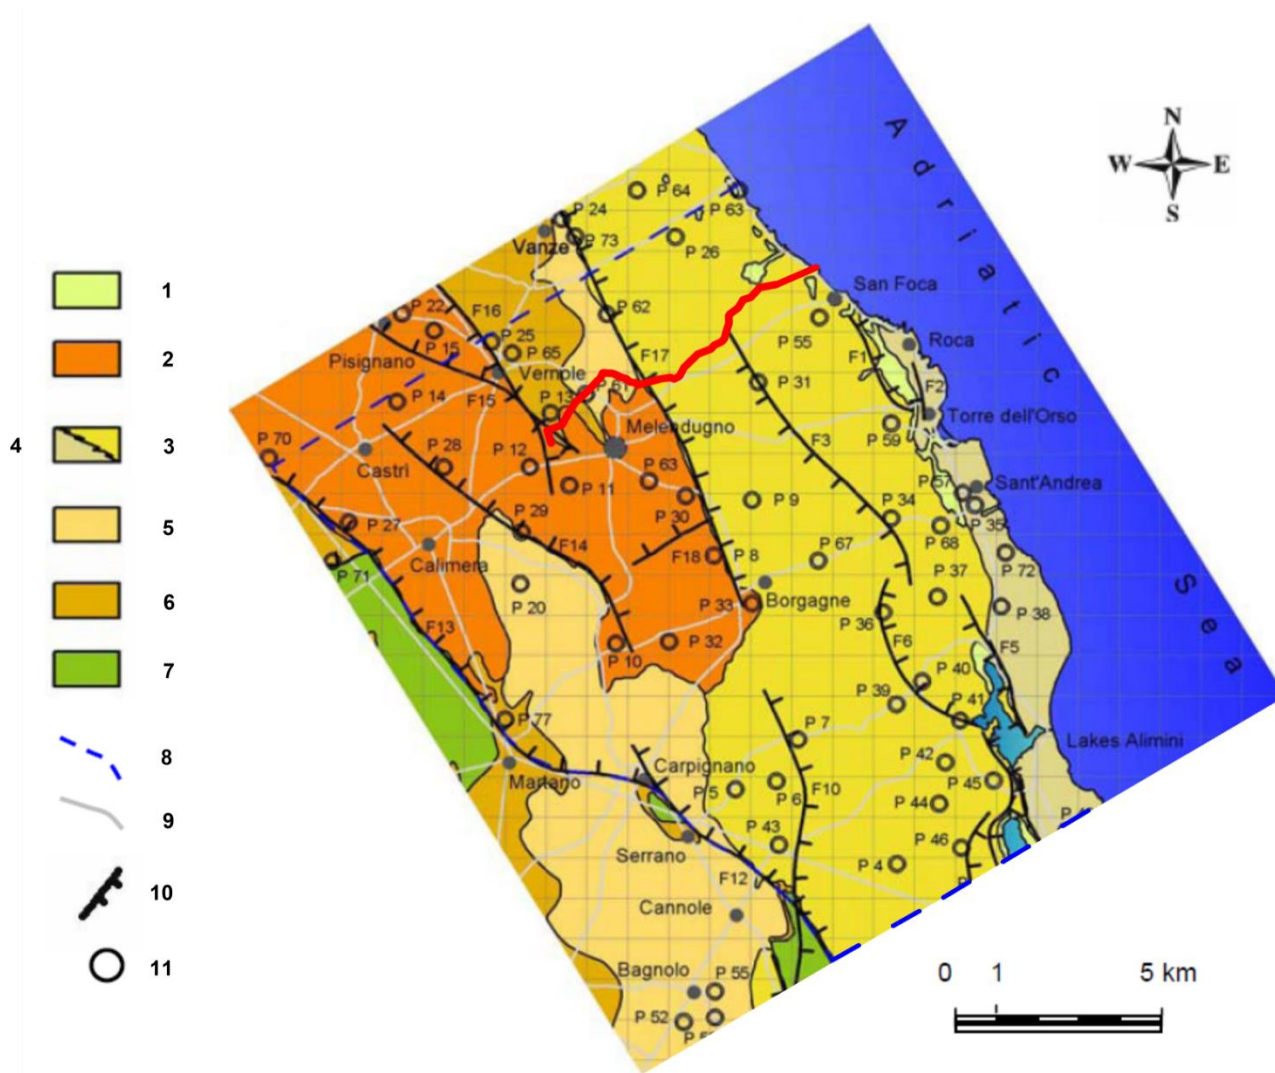 N
W E
S
Adriatic
Sea
P 64
P 24
P 63
Vanze
P 73
P 26
San Foca
P 62
P 22
F16
P 25
P 15
P 65
Pisignano
Vernole
F17
P 55
F1
Roca
P 31
F2
P 14
F15
P 13
P 61
Torre dell'Orso
Melendugno
F3
P 59
P 70
P 28
P 12
Castrì
P 63
P 57
Sant'Andrea
P 11
P 9
P 34
P 35
P 27
P 29
P 30
P 68
F14
F18
P 8
P 67
P 72
Calimera
P 71
P 37
P 20
P 33
Borgagne
P 38
P 36
F13
P 32
F6
F5
P 10
P 40
P 39
P 41
P 77
P 7
Lakes Alimini
P 42
Martano
Carpignano
P 5
P 6
F10
P 45
P 44
P 43
P 46
Serrano
P 4
F12
Cannole
Bagnolo
P 55
P 52
1
2
4 3
5
6
7
8
9
10
11
0 1 5 km